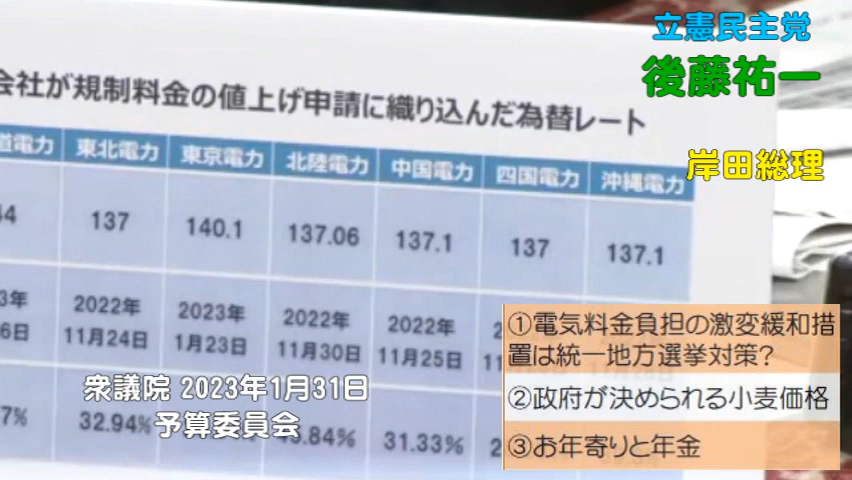 立憲民主党
後藤祐一
岸田総理
会社が規制料金の値上げ申請に織り込んだ為替レート
道電力 東北電力 東京電力 北陸電力 中国電力 四国電力 沖縄電力
44 137 140.1 137.06 137.1 137 137.1
3年 2022年 2023年 2022年 2022年
6日 11月24日 1月23日 11月30日 11月25日
7% 32.94% .84% 31.33%
衆議院 2023年1月31日
予算委員会
①電気料金負担の激変緩和措
置は統一地方選挙対策?
②政府が決められる小麦価格
③お年寄りと年金